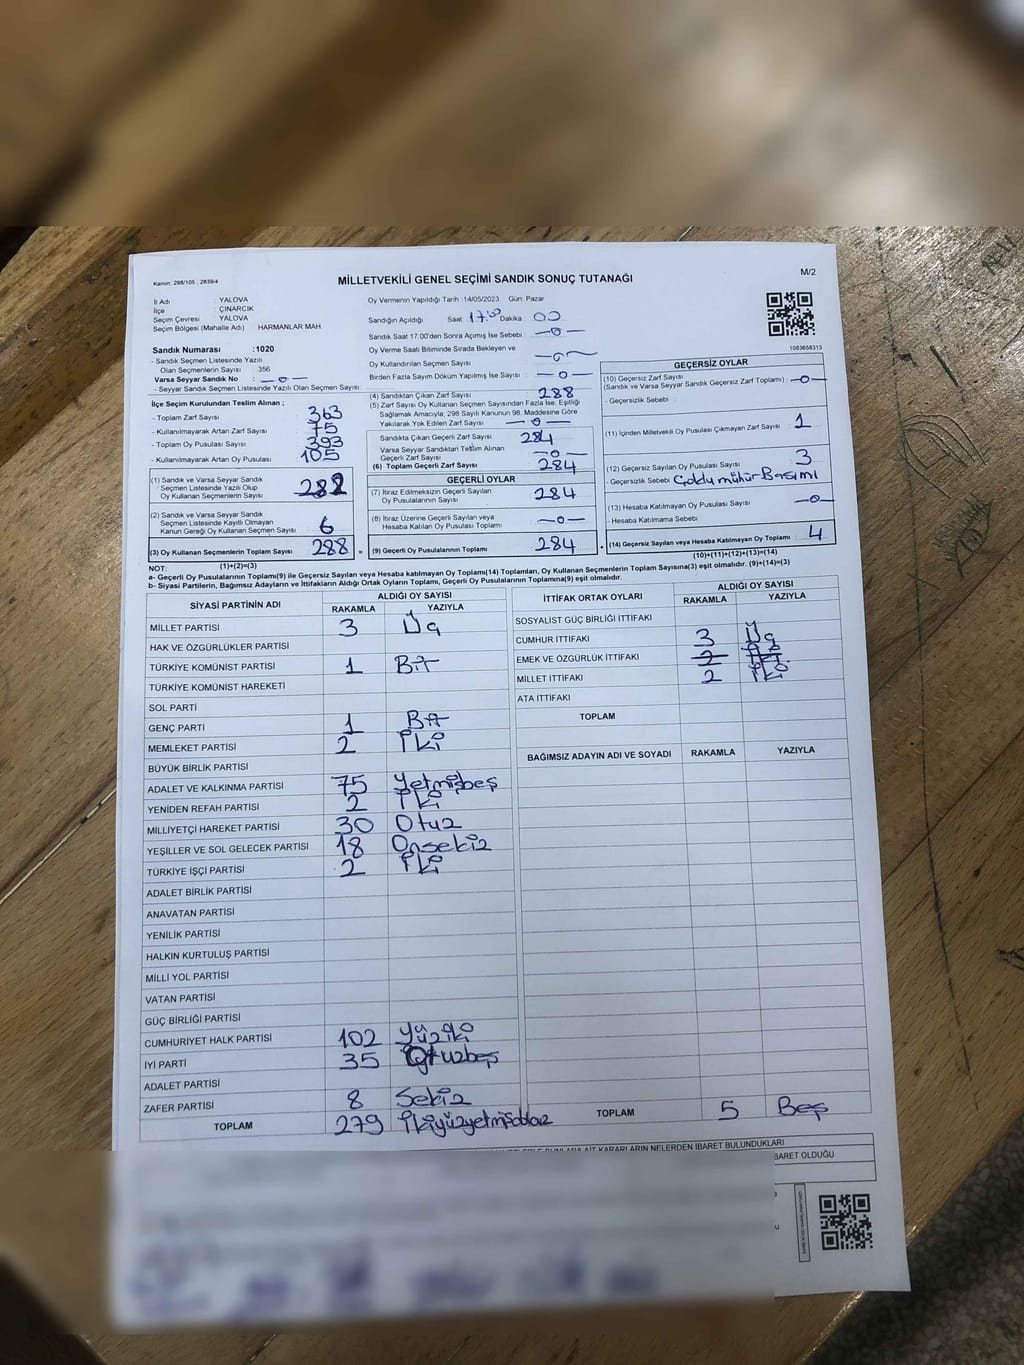 Kanun: 298/105 , 2839/4
MİLLETVEKİLİ GENEL SEÇİMİ SANDIK SONUÇ TUTANAĞI
M/2
İl Adı : YALOVA
İlçe : ÇINARCIK
Seçim Çevresi : YALOVA
Seçim Bölgesi (Mahalle Adı) HARMANLAR MAH.
Sandık Numarası :1020
- Sandık Seçmen Listesinde Yazılı
Olan Seçmenlerin Sayısı : 356
Varsa Seyyar Sandık No : —o—
- Seyyar Sandık Seçmen Listesinde Yazılı Olan Seçmen Sayısı:
İlçe Seçim Kurulundan Teslim Alınan ;
- Toplam Zarf Sayısı : 363
- Kullanılmayarak Artan Zarf Sayısı : 75
- Toplam Oy Pusulası Sayısı : 393
- Kullanılmayarak Artan Oy Pusulası : 105
(1) Sandık ve Varsa Seyyar Sandık
Seçmen Listesinde Yazılı Olup
Oy Kullanan Seçmenlerin Sayısı 282
(2) Sandık ve Varsa Seyyar Sandık
Seçmen Listesinde Kayıtlı Olmayan
Kanun Gereği Oy Kullanan Seçmen Sayısı 6
(3) Oy Kullanan Seçmenlerin Toplam Sayısı 288
(1)+(2)=(3)
Oy Vermenin Yapıldığı Tarih : 14/05/2023 Gün: Pazar
Sandığın Açıldığı Saat : 17:00 Dakika : 00
Sandık Saat 17:00'den Sonra Açımış İse Sebebi : —o—
Oy Verme Saati Bitiminde Sırada Bekleyen ve
Oy Kullandırılan Seçmen Sayısı : —o—
Birden Fazla Sayım Döküm Yapılmış İse Sayısı : —o—
(4) Sandıktan Çıkan Zarf Sayısı : 288
(5) Zarf Sayısı Oy Kullanan Seçmen Sayısından Fazla İse, Eşitliği
Sağlamak Amacıyla, 298 Sayılı Kanunun 98. Maddesine Göre
Yakılarak Yok Edilen Zarf Sayısı : —o—
Sandıkta Çıkan Geçerli Zarf Sayısı 284
Varsa Seyyar Sandıktan Teslim Alınan
Geçerli Zarf Sayısı —o—
(6) Toplam Geçerli Zarf Sayısı 284
GEÇERLİ OYLAR
(7) İtiraz Edilmeksizin Geçerli Sayılan
Oy Pusulalarının Sayısı 284
(8) İtiraz Üzerine Geçerli Sayılan veya
Hesaba Katılan Oy Pusulası Toplamı —o—
= (9) Geçerli Oy Pusulalarının Toplamı 284
1083658313
GEÇERSİZ OYLAR
(10) Geçersiz Zarf Sayısı
(Sandık ve Varsa Seyyar Sandık Geçersiz Zarf Toplamı) : —o—
- Geçersizlik Sebebi :
(11) İçinden Milletvekili Oy Pusulası Çıkmayan Zarf Sayısı 1
(12) Geçersiz Sayılan Oy Pusulası Sayısı : 3
- Geçersizlik Sebebi
(13) Hesaba Katılmayan Oy Pusulası Sayısı : —o—
- Hesaba Katılmama Sebebi :
+ (14) Geçersiz Sayılan veya Hesaba Katılmayan Oy Toplamı 4
(10)+(11)+(12)+(13)=(14)
NOT:
a- Geçerli Oy Pusulalarının Toplamı(9) ile Geçersiz Sayılan veya Hesaba katılmayan Oy Toplamı(14) Toplamları, Oy Kullanan Seçmenlerin Toplam Sayısına(3) eşit olmalıdır. (9)+(14)=(3)
b- Siyasi Partilerin, Bağımsız Adayların ve İttifakların Aldığı Ortak Oyların Toplamı, Geçerli Oy Pusulalarının Toplamına(9) eşit olmalıdır.
SİYASİ PARTİNİN ADI ALDIĞI OY SAYISI
RAKAMLA YAZIYLA
MİLLET PARTİSİ 3 Üç
HAK VE ÖZGÜRLÜKLER PARTİSİ
TÜRKİYE KOMÜNİST PARTİSİ 1 Bir
TÜRKİYE KOMÜNİST HAREKETİ
SOL PARTİ
GENÇ PARTİ 1 Bir
MEMLEKET PARTİSİ 2 İki
BÜYÜK BİRLİK PARTİSİ
ADALET VE KALKINMA PARTİSİ 75 Yetmişbeş
YENİDEN REFAH PARTİSİ 2 İki
MİLLİYETÇİ HAREKET PARTİSİ 30 Otuz
YEŞİLLER VE SOL GELECEK PARTİSİ 18 Onsekiz
TÜRKİYE İŞÇİ PARTİSİ 2 İki
ADALET BİRLİK PARTİSİ
ANAVATAN PARTİSİ
YENİLİK PARTİSİ
HALKIN KURTULUŞ PARTİSİ
MİLLİ YOL PARTİSİ
VATAN PARTİSİ
GÜÇ BİRLİĞİ PARTİSİ
CUMHURİYET HALK PARTİSİ 102 Yüziki
İYİ PARTİ 35 Otuzbeş
ADALET PARTİSİ
ZAFER PARTİSİ 8 Sekiz
TOPLAM 279
İTTİFAK ORTAK OYLARI ALDIĞI OY SAYISI
RAKAMLA YAZIYLA
SOSYALİST GÜÇ BİRLİĞİ İTTİFAKI
CUMHUR İTTİFAKI 3 Üç
EMEK VE ÖZGÜRLÜK İTTİFAKI 2 İki
MİLLET İTTİFAKI 2 İki
ATA İTTİFAKI
TOPLAM
BAĞIMSIZ ADAYIN ADI VE SOYADI RAKAMLA YAZIYLA
TOPLAM 5 Beş
KARARLARIN NELERDEN İBARET BULUNDUKLARI
BARET OLDUĞU